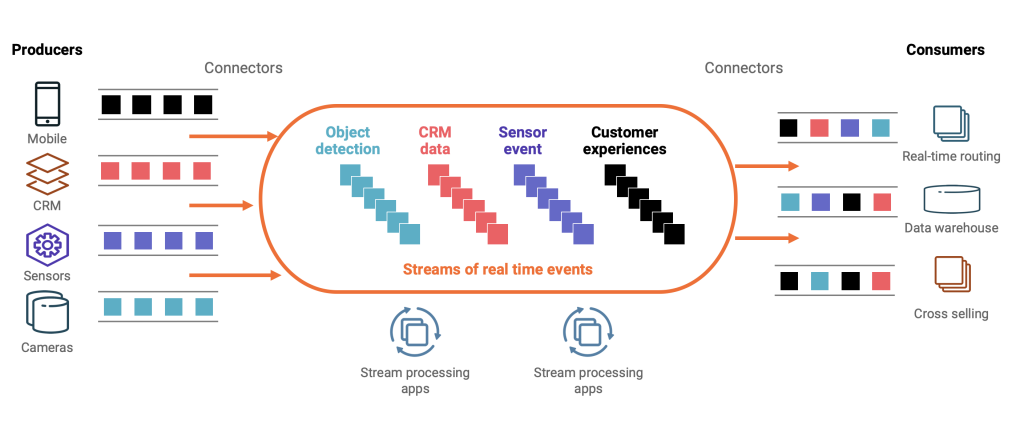 Producers
Consumers
Connectors
Connectors
Mobile
CRM
Sensors
Cameras
Object
detection
CRM
data
Sensor
event
Customer
experiences
Streams of real time events
Stream processing
apps
Stream processing
apps
Real-time routing
Data warehouse
Cross selling